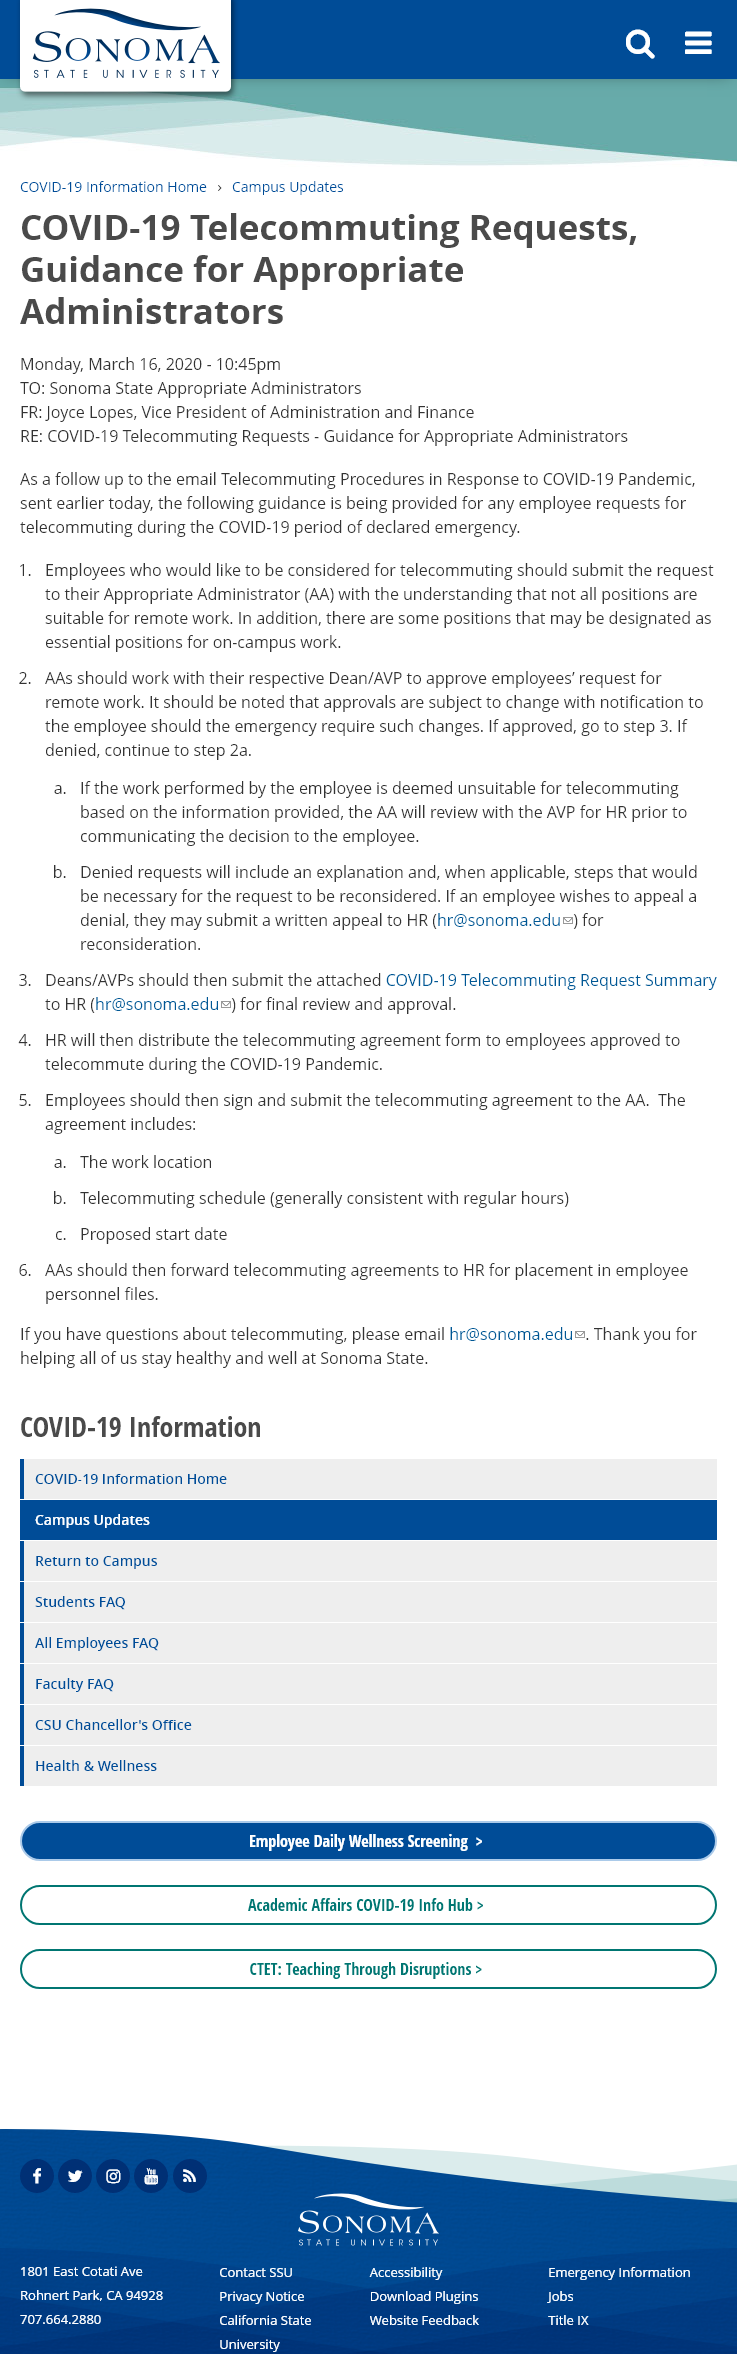 SONOMA
STATE UNIVERSITY
COVID-19 Information Home › Campus Updates
COVID-19 Telecommuting Requests,
Guidance for Appropriate
Administrators
Monday, March 16, 2020 - 10:45pm
TO: Sonoma State Appropriate Administrators
FR: Joyce Lopes, Vice President of Administration and Finance
RE: COVID-19 Telecommuting Requests - Guidance for Appropriate Administrators
As a follow up to the email Telecommuting Procedures in Response to COVID-19 Pandemic,
sent earlier today, the following guidance is being provided for any employee requests for
telecommuting during the COVID-19 period of declared emergency.
1. Employees who would like to be considered for telecommuting should submit the request
to their Appropriate Administrator (AA) with the understanding that not all positions are
suitable for remote work. In addition, there are some positions that may be designated as
essential positions for on-campus work.
2. AAs should work with their respective Dean/AVP to approve employees’ request for
remote work. It should be noted that approvals are subject to change with notification to
the employee should the emergency require such changes. If approved, go to step 3. If
denied, continue to step 2a.
a. If the work performed by the employee is deemed unsuitable for telecommuting
based on the information provided, the AA will review with the AVP for HR prior to
communicating the decision to the employee.
b. Denied requests will include an explanation and, when applicable, steps that would
be necessary for the request to be reconsidered. If an employee wishes to appeal a
denial, they may submit a written appeal to HR (hr@sonoma.edu) for
reconsideration.
3. Deans/AVPs should then submit the attached COVID-19 Telecommuting Request Summary
to HR (hr@sonoma.edu) for final review and approval.
4. HR will then distribute the telecommuting agreement form to employees approved to
telecommute during the COVID-19 Pandemic.
5. Employees should then sign and submit the telecommuting agreement to the AA.  The
agreement includes:
a. The work location
b. Telecommuting schedule (generally consistent with regular hours)
c. Proposed start date
6. AAs should then forward telecommuting agreements to HR for placement in employee
personnel files.
If you have questions about telecommuting, please email hr@sonoma.edu. Thank you for
helping all of us stay healthy and well at Sonoma State.
COVID-19 Information
COVID-19 Information Home
Campus Updates
Return to Campus
Students FAQ
All Employees FAQ
Faculty FAQ
CSU Chancellor's Office
Health & Wellness
Employee Daily Wellness Screening >
Academic Affairs COVID-19 Info Hub >
CTET: Teaching Through Disruptions >
You
Tube
SONOMA
STATE UNIVERSITY
1801 East Cotati Ave
Rohnert Park, CA 94928
707.664.2880
Contact SSU
Privacy Notice
California State
University
Accessibility
Download Plugins
Website Feedback
Emergency Information
Jobs
Title IX